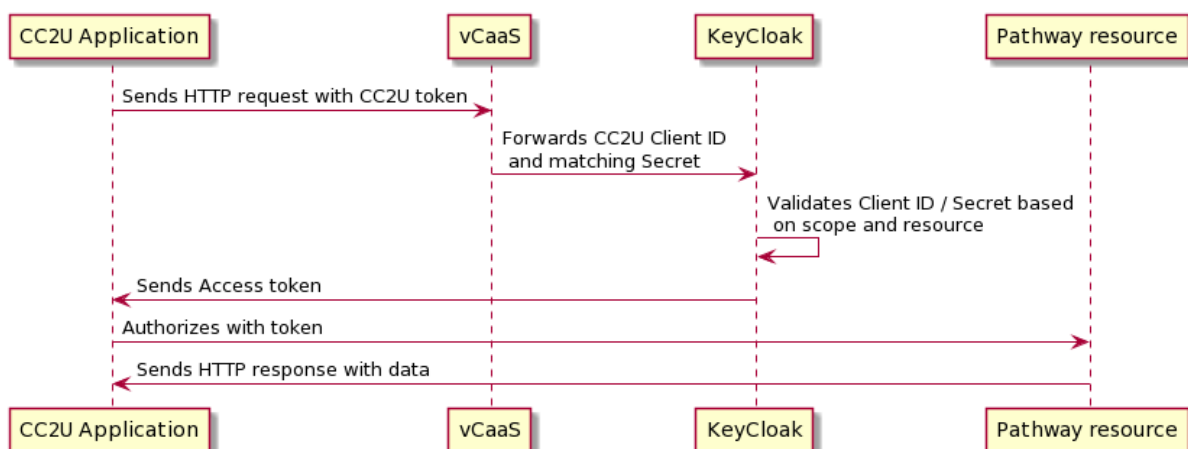 CC2U Application
vCaaS
KeyCloak
Pathway resource
Sends HTTP request with CC2U token
Forwards CC2U Client ID
and matching Secret
Validates Client ID / Secret based
on scope and resource
Sends Access token
Authorizes with token
Sends HTTP response with data
CC2U Application
vCaaS
KeyCloak
Pathway resource